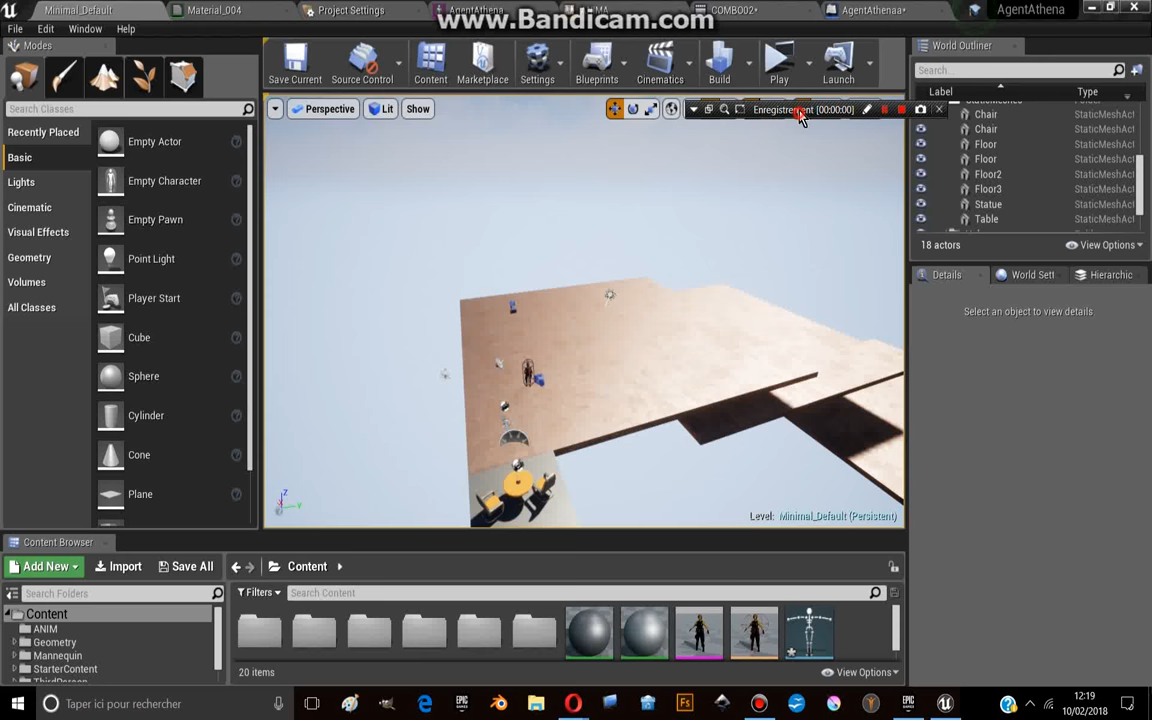 Minimal_Default
Material_004
Project Settings
AgentAthena
COMBO02*
AgentAthenaa*
AgentAthena
www.Bandicam.com
File
Edit
Window
Help
Modes
Save Current
Source Control
Content
Marketplace
Settings
Blueprints
Cinematics
Build
Play
Launch
World Outliner
Search...
Label
Type
Search Classes
Perspective
Lit
Show
Enregistrement [00:00:00]
Recently Played
Basic
Lights
Cinematic
Visual Effects
Geometry
Volumes
All Classes
Empty Actor
Empty Character
Empty Pawn
Point Light
Player Start
Cube
Sphere
Cylinder
Cone
Plane
Chair StaticMeshAct
Chair StaticMeshAct
Floor StaticMeshAct
Floor StaticMeshAct
Floor2 StaticMeshAct
Floor3 StaticMeshAct
Statue StaticMeshAct
Table StaticMeshAct
18 actors
View Options
Details
World Sett
Hierarchic
Select an object to view details.
Level: Minimal_Default (Persistent)
Content Browser
Add New
Import
Save All
Content
Search Folders
Filters
Search Content
Content
ANIM
Geometry
Mannequin
StarterContent
20 items
View Options
Taper ici pour rechercher
12:19
10/02/2018